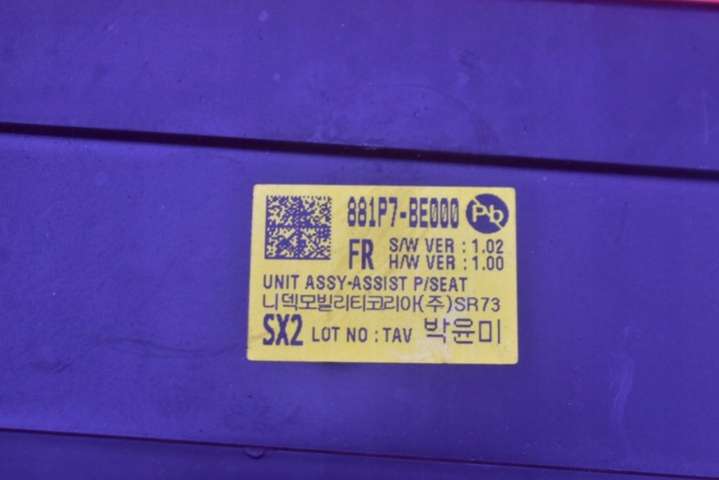 881P7-BE000 Pb
FR S/W VER : 1.02
H/W VER : 1.00
UNIT ASSY-ASSIST P/SEAT
니덱모빌리티코리아(주)SR73
SX2 LOT NO : TAV 박윤미